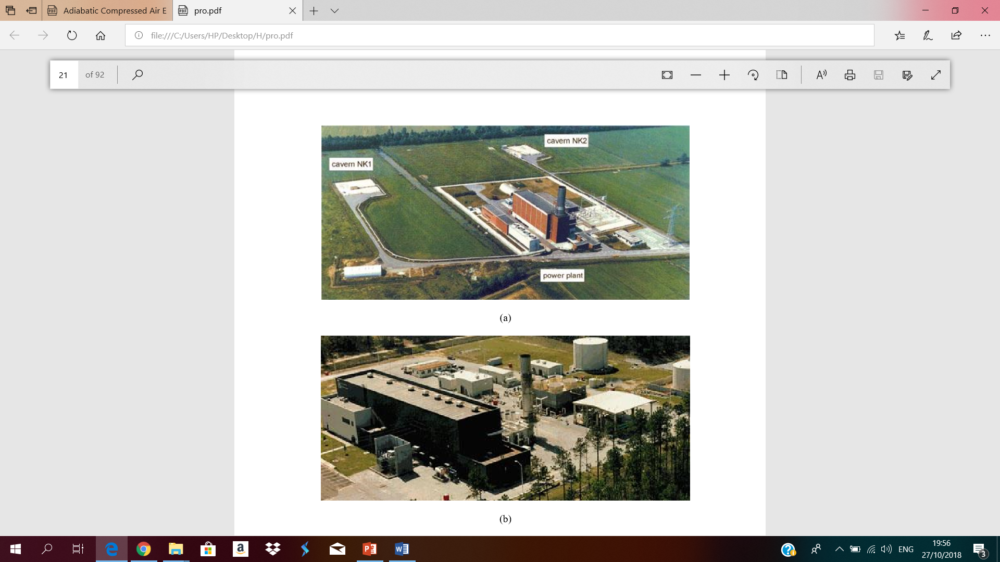 Adiabatic Compressed Air E
pro.pdf
file:///C:/Users/HP/Desktop/H/pro.pdf
21 of 92
cavern NK2
cavern NK1
power plant
(a)
(b)
ENG
19:56
27/10/2018
3